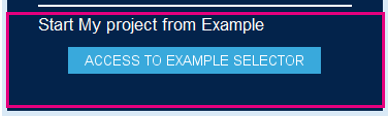 Start My project from Example
ACCESS TO EXAMPLE SELECTOR